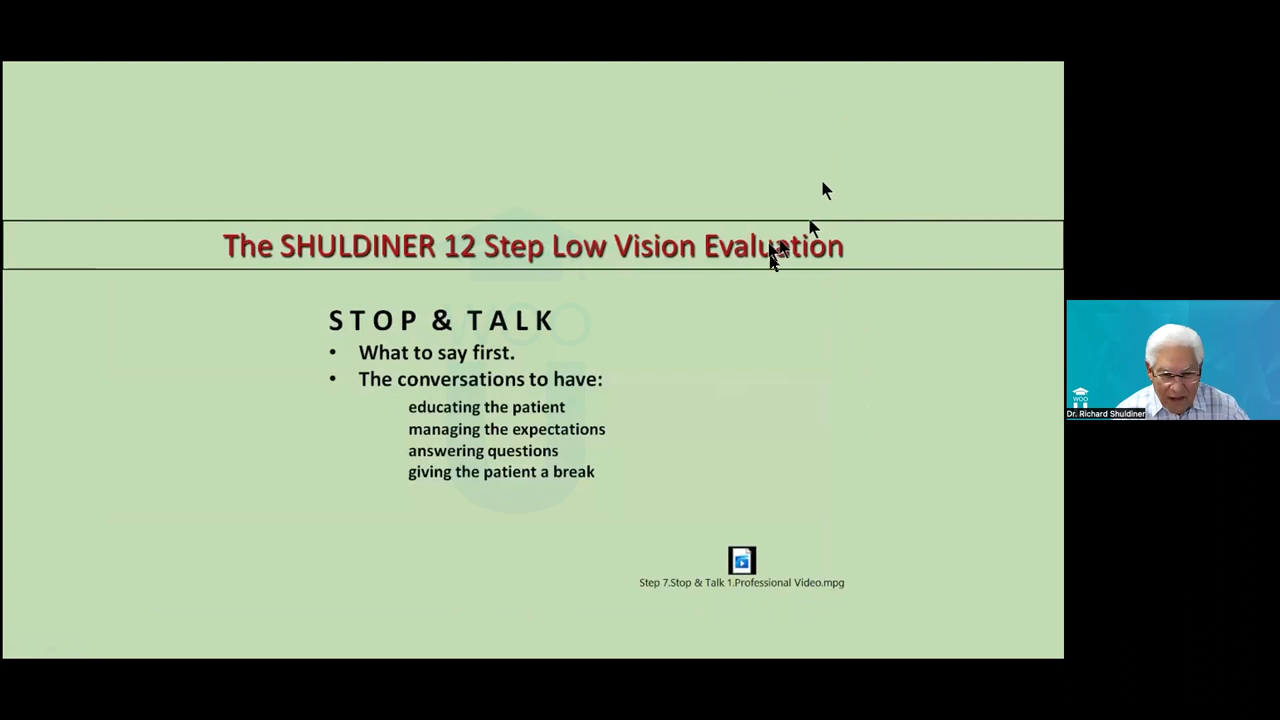 The SHULDINER 12 Step Low Vision Evaluation
STOP & TALK
• What to say first.
• The conversations to have:
educating the patient
managing the expectations
answering questions
giving the patient a break
Step 7.Stop & Talk 1.Professional Video.mpg
WOO
WOO
Dr. Richard Shuldiner